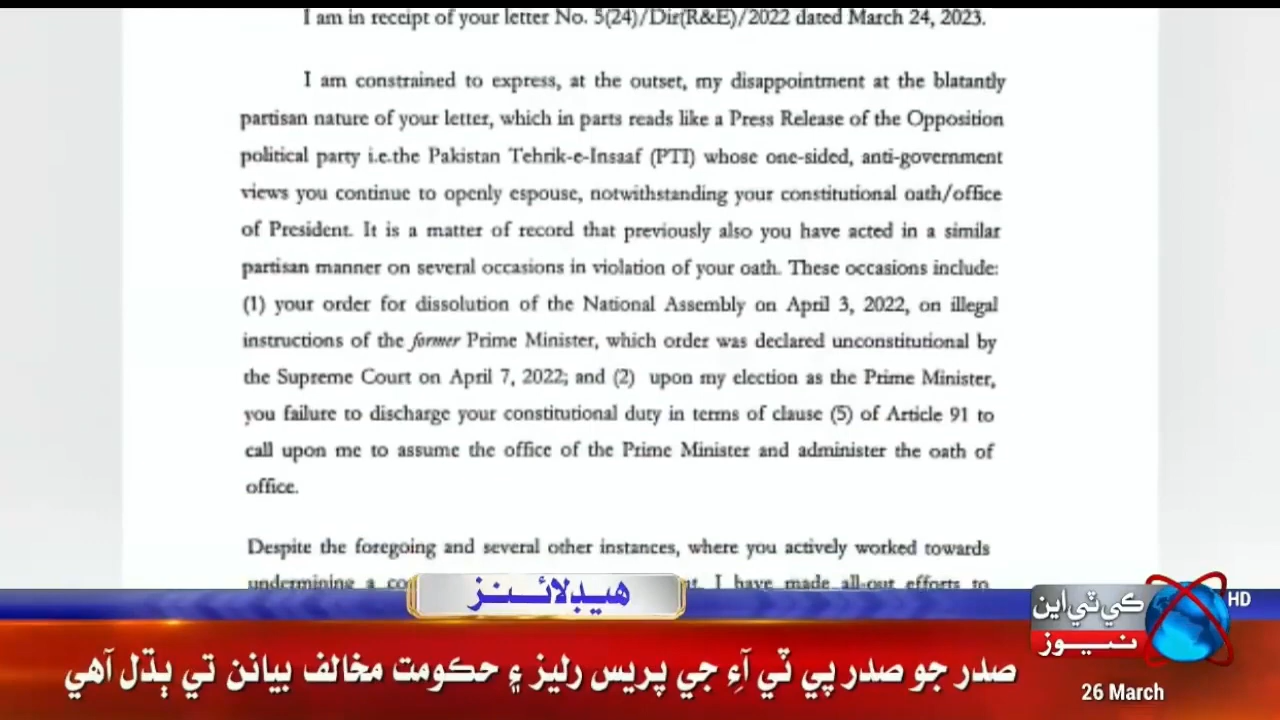 I am in receipt of your letter No. 5(24)/Dir(R&E)/2022 dated March 24, 2023.
I am constrained to express, at the outset, my disappointment at the blatantly
partisan nature of your letter, which in parts reads like a Press Release of the Opposition
political party i.e.the Pakistan Tehrik-e-Insaaf (PTI) whose one-sided, anti-government
views you continue to openly espouse, notwithstanding your constitutional oath/office
of President. It is a matter of record that previously also you have acted in a similar
partisan manner on several occasions in violation of your oath. These occasions include:
(1) your order for dissolution of the National Assembly on April 3, 2022, on illegal
instructions of the former Prime Minister, which order was declared unconstitutional by
the Supreme Court on April 7, 2022; and (2) upon my election as the Prime Minister,
you failure to discharge your constitutional duty in terms of clause (5) of Article 91 to
call upon me to assume the office of the Prime Minister and administer the oath of
office.
Despite the foregoing and several other instances, where you actively worked towards
undermining a I have made all-out efforts to
هيڊلائنز
ڪي ٽي اين
نيوز
HD
صدر جو صدر پي ٽي آءِ جي پريس رليز ۽ حڪومت مخالف بيانن تي ٻڌل آهي
26 March